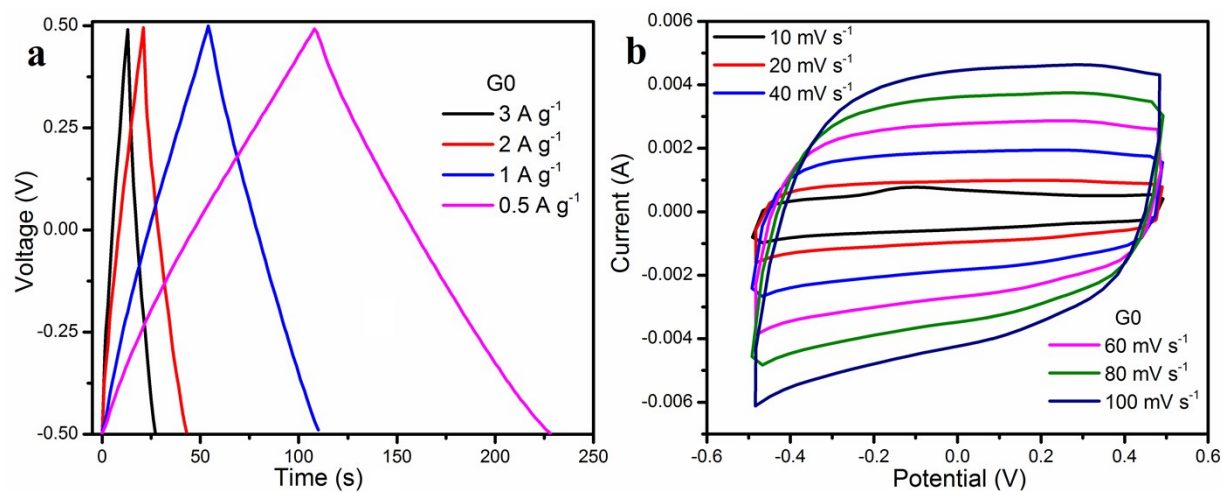 a
G0
3 A g⁻¹
2 A g⁻¹
1 A g⁻¹
0.5 A g⁻¹
0.50
0.25
0.00
-0.25
-0.50
Voltage (V)
0 50 100 150 200 250
Time (s)
b
10 mV s⁻¹
20 mV s⁻¹
40 mV s⁻¹
G0
60 mV s⁻¹
80 mV s⁻¹
100 mV s⁻¹
0.006
0.004
0.002
0.000
-0.002
-0.004
-0.006
Current (A)
-0.6 -0.4 -0.2 0.0 0.2 0.4 0.6
Potential (V)